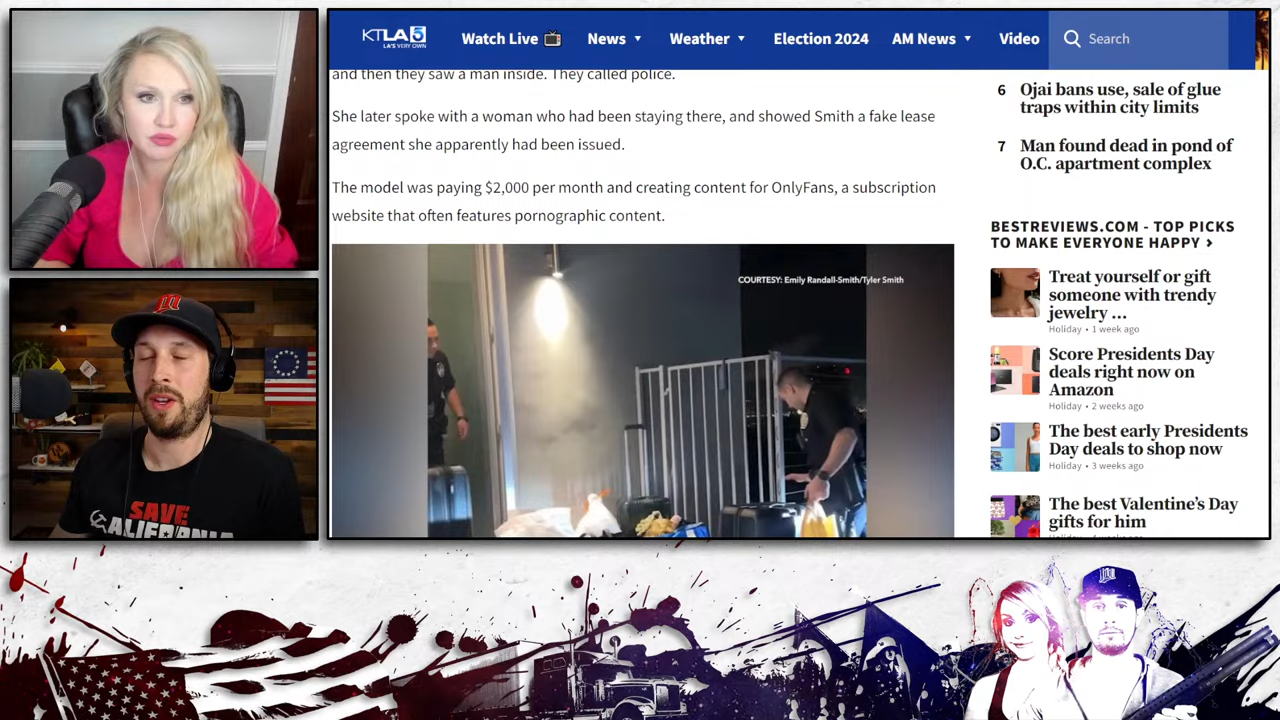 KTLA 5
LA'S VERY OWN
Watch Live
News
Weather
Election 2024
AM News
Video
Search
and then they saw a man inside. They called police.
She later spoke with a woman who had been staying there, and showed Smith a fake lease
agreement she apparently had been issued.
The model was paying $2,000 per month and creating content for OnlyFans, a subscription
website that often features pornographic content.
COURTESY: Emily Randall-Smith/Tyler Smith
6 Ojai bans use, sale of glue
traps within city limits
7 Man found dead in pond of
O.C. apartment complex
BESTREVIEWS.COM - TOP PICKS
TO MAKE EVERYONE HAPPY >
Treat yourself or gift
someone with trendy
jewelry ...
Holiday • 1 week ago
Score Presidents Day
deals right now on
Amazon
Holiday • 2 weeks ago
The best early Presidents
Day deals to shop now
Holiday • 3 weeks ago
The best Valentine's Day
gifts for him
SAVE
CALIFORNIA